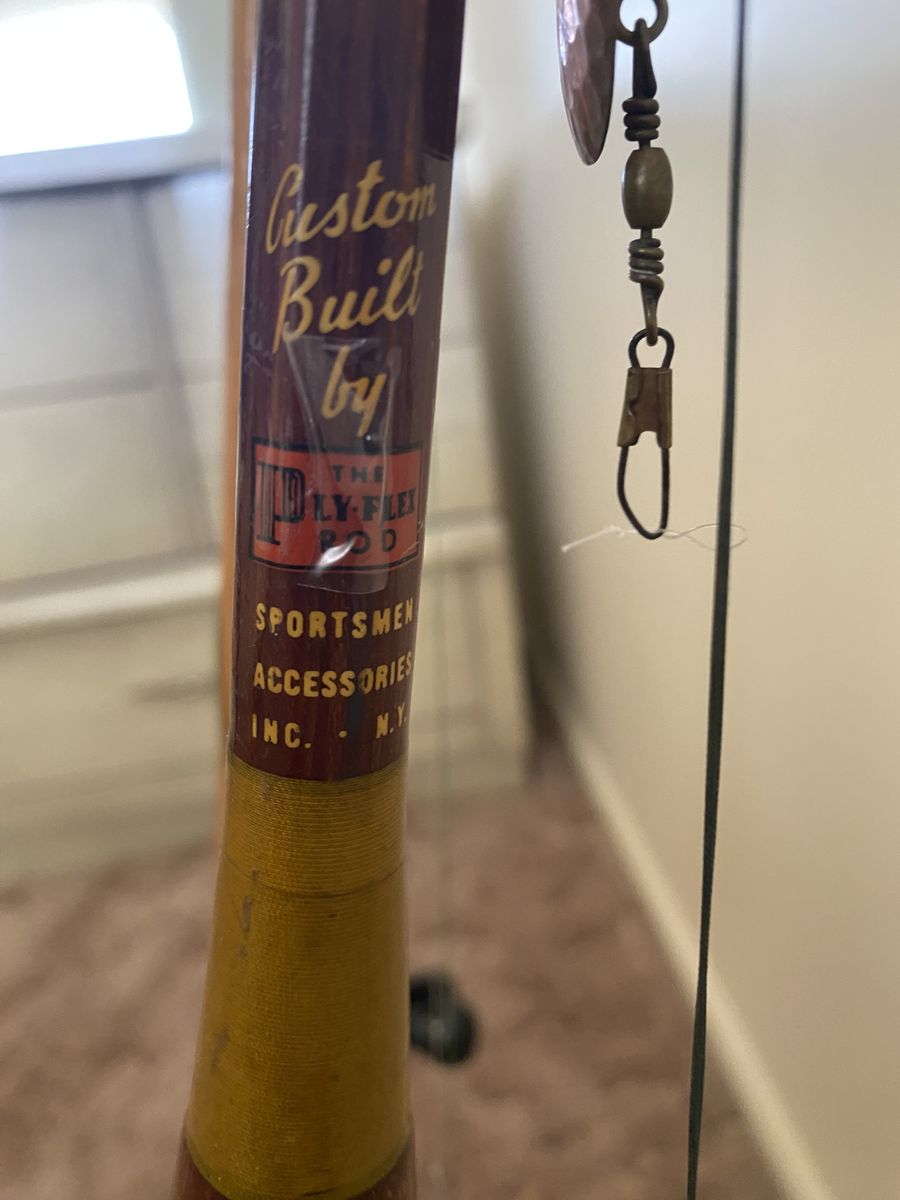 Custom
Built
by
THE
PLY-FLEX
ROD
SPORTSMEN
ACCESSORIES
INC. · N.Y.